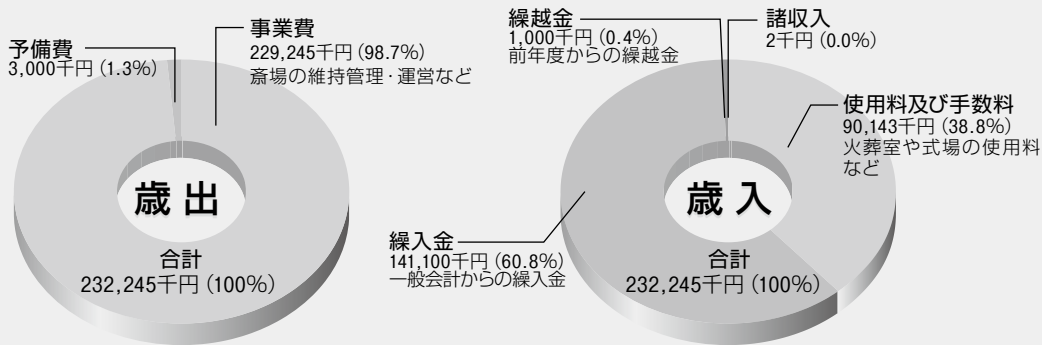 予備費
3,000千円（1.3%）
事業費
229,245千円（98.7%）
斎場の維持管理・運営など
歳出
合計
232,245千円（100%）
繰越金
1,000千円（0.4%）
前年度からの繰越金
諸収入
2千円（0.0%）
使用料及び手数料
90,143千円（38.8%）
火葬室や式場の使用料
など
繰入金
141,100千円（60.8%）
一般会計からの繰入金
歳入
合計
232,245千円（100%）